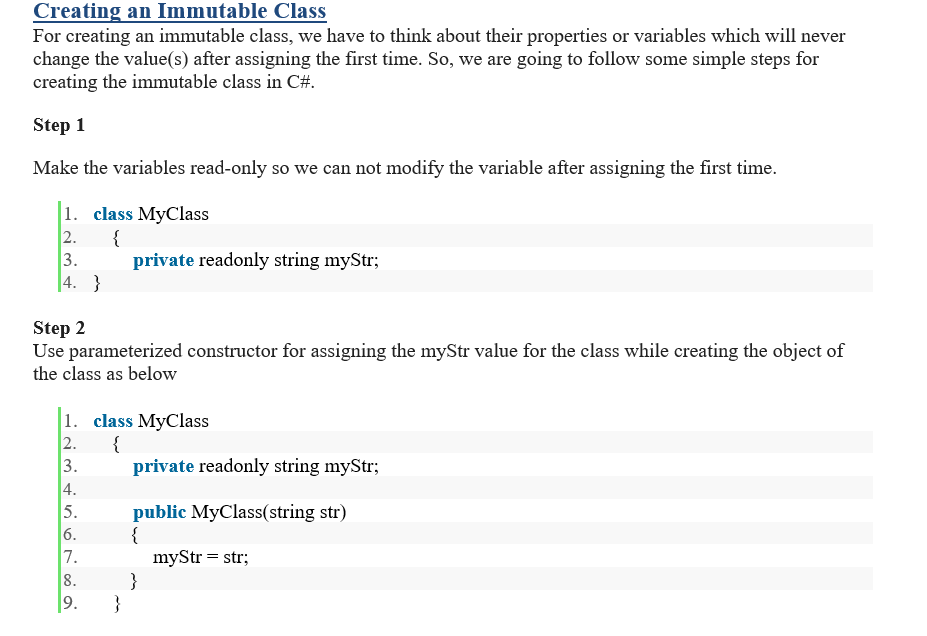 Creating an Immutable Class
For creating an immutable class, we have to think about their properties or variables which will never
change the value(s) after assigning the first time. So, we are going to follow some simple steps for
creating the immutable class in C#.
Step 1
Make the variables read-only so we can not modify the variable after assigning the first time.
1. class MyClass
2. {
3. private readonly string myStr;
4. }
Step 2
Use parameterized constructor for assigning the myStr value for the class while creating the object of
the class as below
1. class MyClass
2. {
3. private readonly string myStr;
4.
5. public MyClass(string str)
6. {
7. myStr = str;
8. }
9. }